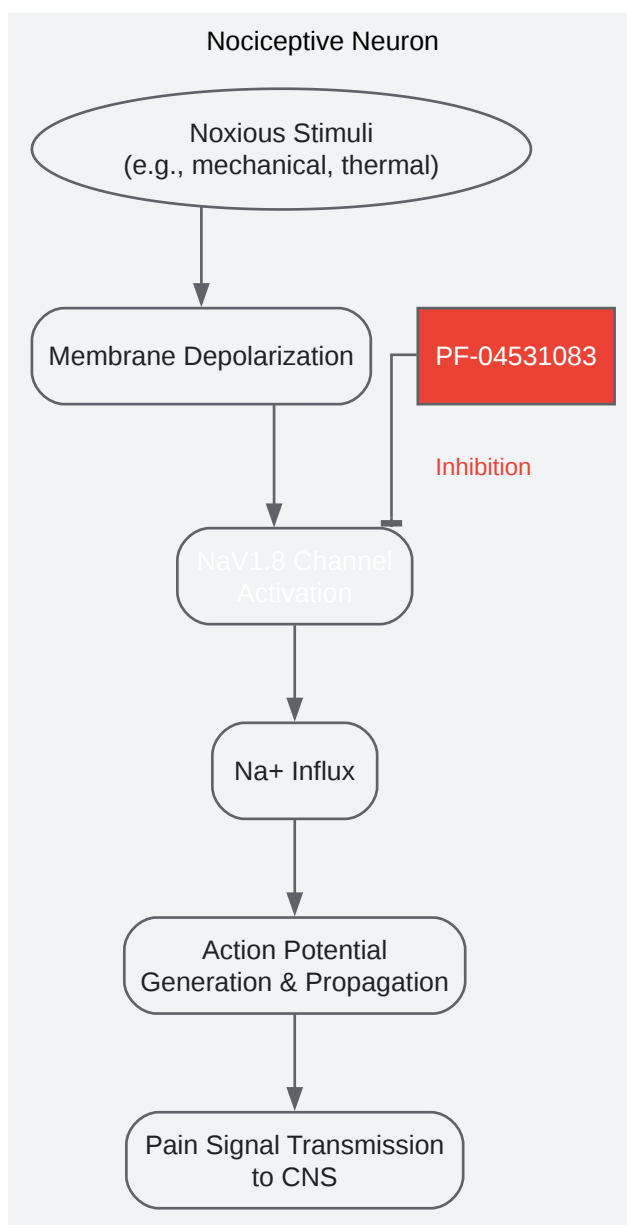 Nociceptive Neuron
Noxious Stimuli
(e.g., mechanical, thermal)
Membrane Depolarization
PF-04531083
Inhibition
NaV1.8 Channel
Activation
Na+ Influx
Action Potential
Generation & Propagation
Pain Signal Transmission
to CNS